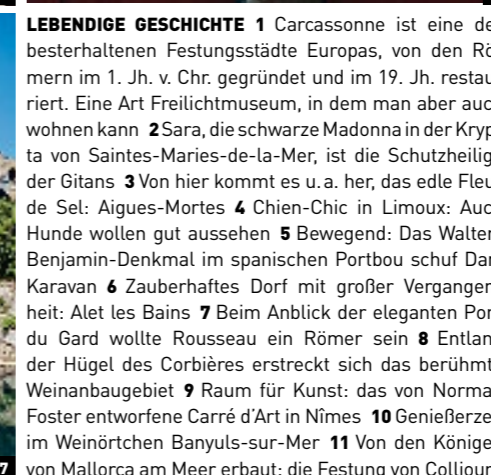 LEBENDIGE GESCHICHTE 1 Carcassonne ist eine de
besterhaltenen Festungsstädte Europas, von den Rö
mern im 1. Jh. v. Chr. gegründet und im 19. Jh. restau
riert. Eine Art Freilichtmuseum, in dem man aber auc
wohnen kann 2 Sara, die schwarze Madonna in der Kryp
ta von Saintes-Maries-de-la-Mer, ist die Schutzheilig
der Gitans 3 Von hier kommt es u. a. her, das edle Fleu
de Sel: Aigues-Mortes 4 Chien-Chic in Limoux: Auc
Hunde wollen gut aussehen 5 Bewegend: Das Walter
Benjamin-Denkmal im spanischen Portbou schuf Dan
Karavan 6 Zauberhaftes Dorf mit großer Vergangen
heit: Alet les Bains 7 Beim Anblick der eleganten Pon
du Gard wollte Rousseau ein Römer sein 8 Entlan
der Hügel des Corbières erstreckt sich das berühmt
Weinanbaugebiet 9 Raum für Kunst: das von Norma
Foster entworfene Carré d'Art in Nîmes 10 Genießerze
im Weinörtchen Banyuls-sur-Mer 11 Von den Könige
7 von Mallorca am Meer erbaut: die Festung von Colliour